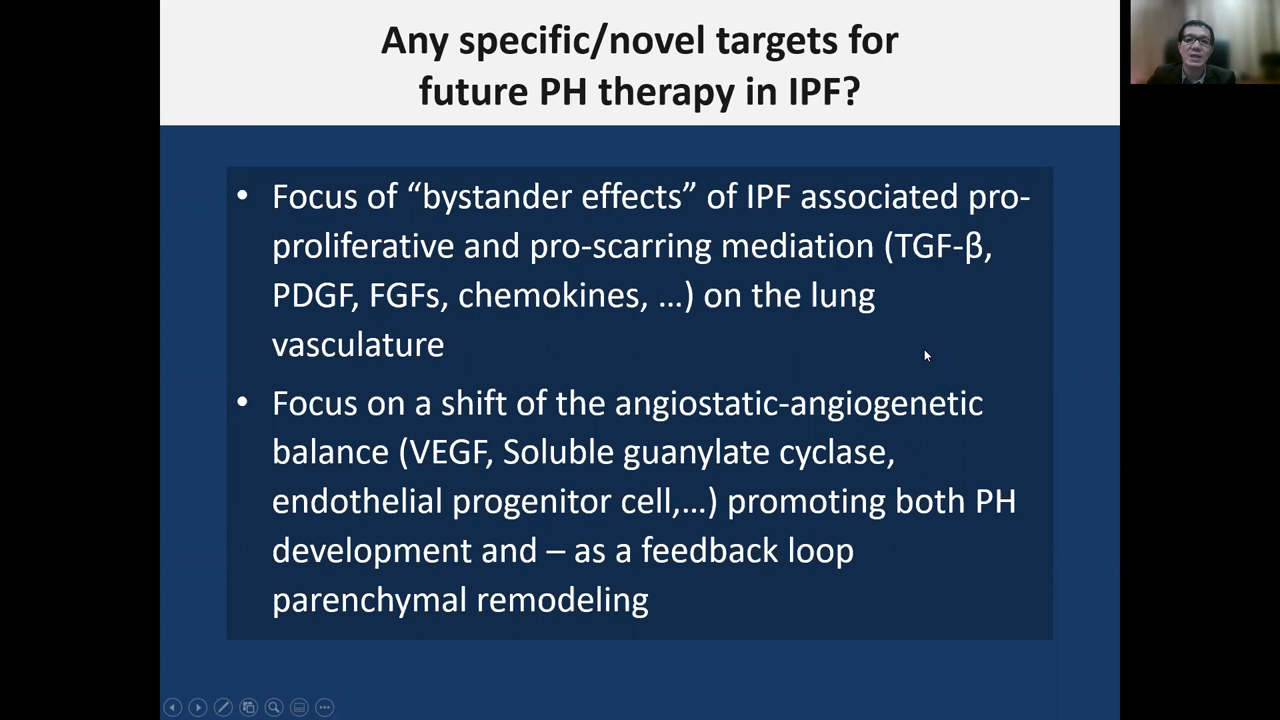 Any specific/novel targets for
future PH therapy in IPF?
• Focus of “bystander effects” of IPF associated pro-
proliferative and pro-scarring mediation (TGF-β,
PDGF, FGFs, chemokines, …) on the lung
vasculature
• Focus on a shift of the angiostatic-angiogenetic
balance (VEGF, Soluble guanylate cyclase,
endothelial progenitor cell,…) promoting both PH
development and – as a feedback loop
parenchymal remodeling